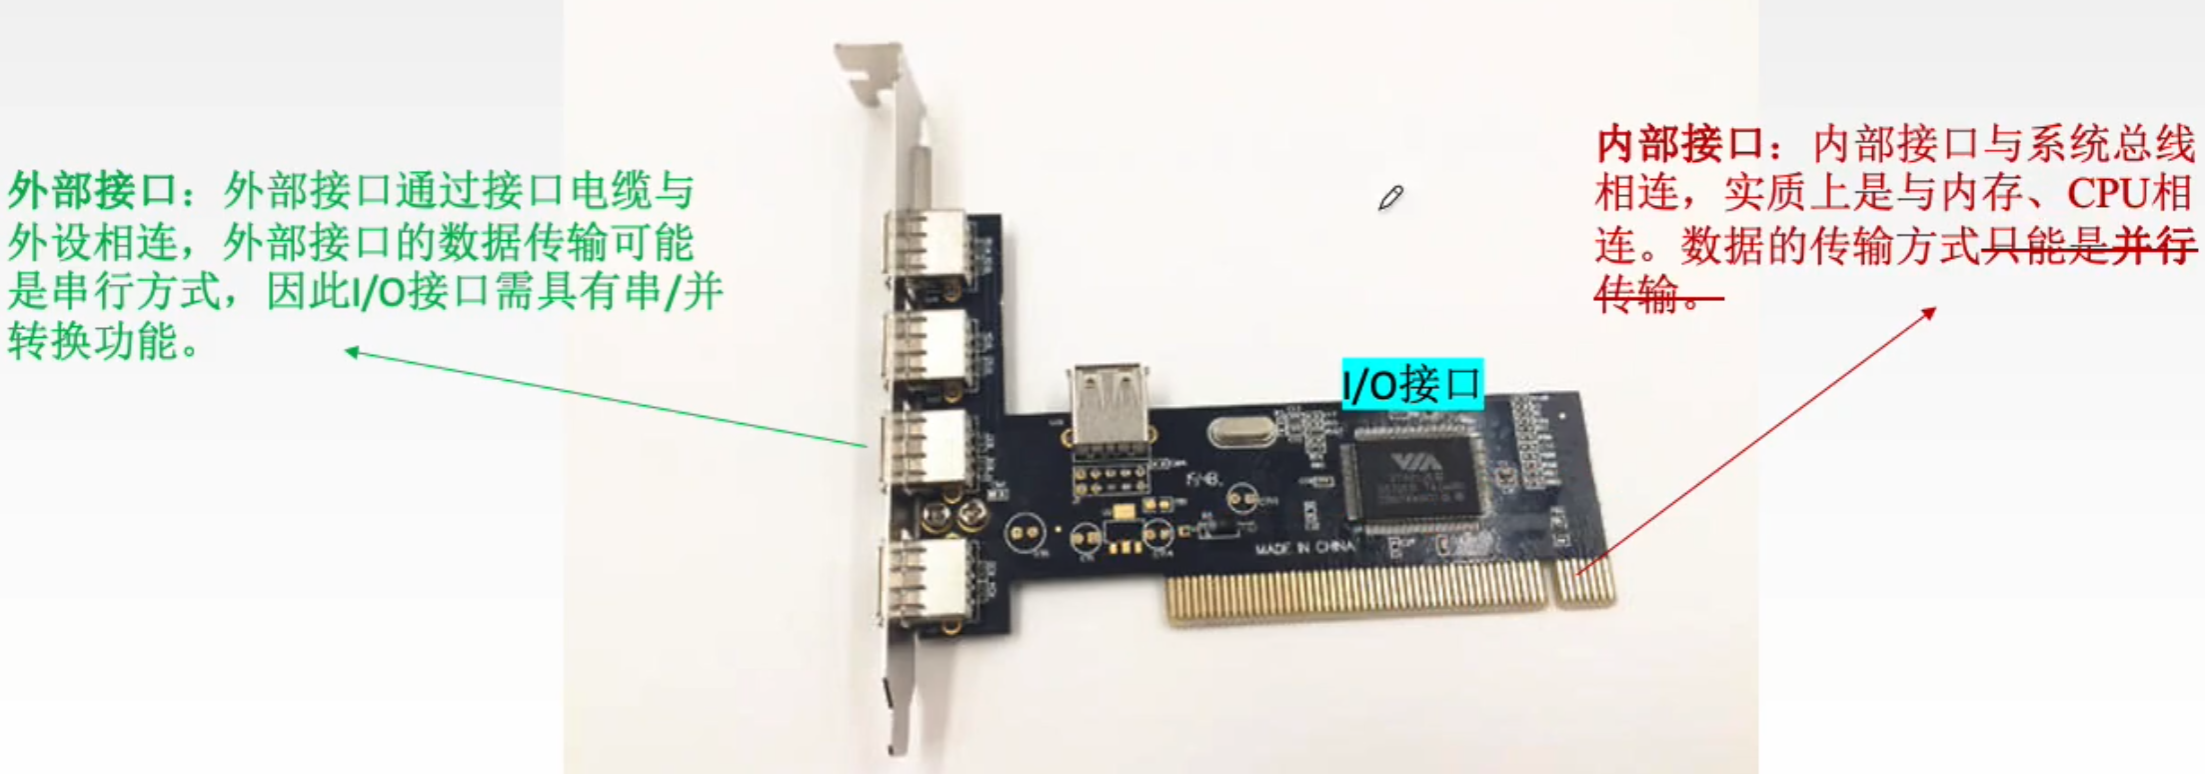 外部接口：外部接口通过接口电缆与
外设相连，外部接口的数据传输可能
是串行方式，因此I/O接口需具有串/并
转换功能。
内部接口：内部接口与系统总线
相连，实质上是与内存、CPU相
连。数据的传输方式只能是并行
传输。
I/O接口
VIA
MADE IN CHINA